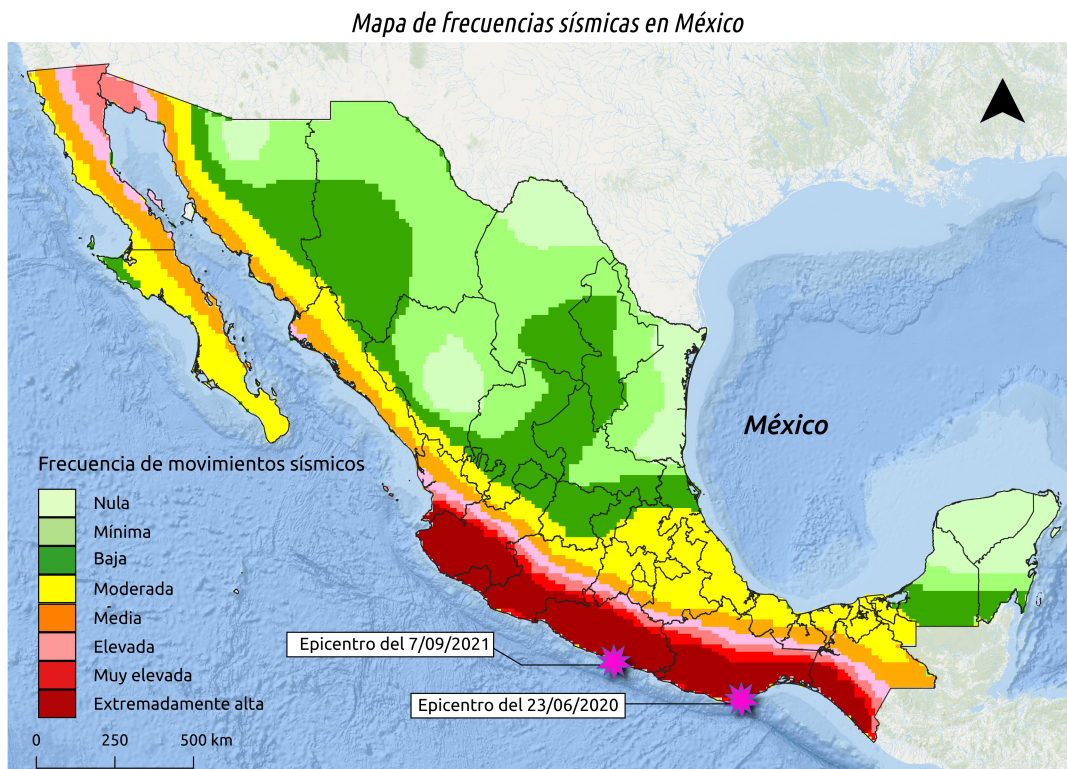 Mapa de frecuencias sísmicas en México
México
Frecuencia de movimientos sísmicos
Nula
Mínima
Baja
Moderada
Media
Elevada
Muy elevada
Extremadamente alta
Epicentro del 7/09/2021
Epicentro del 23/06/2020
0 250 500 km